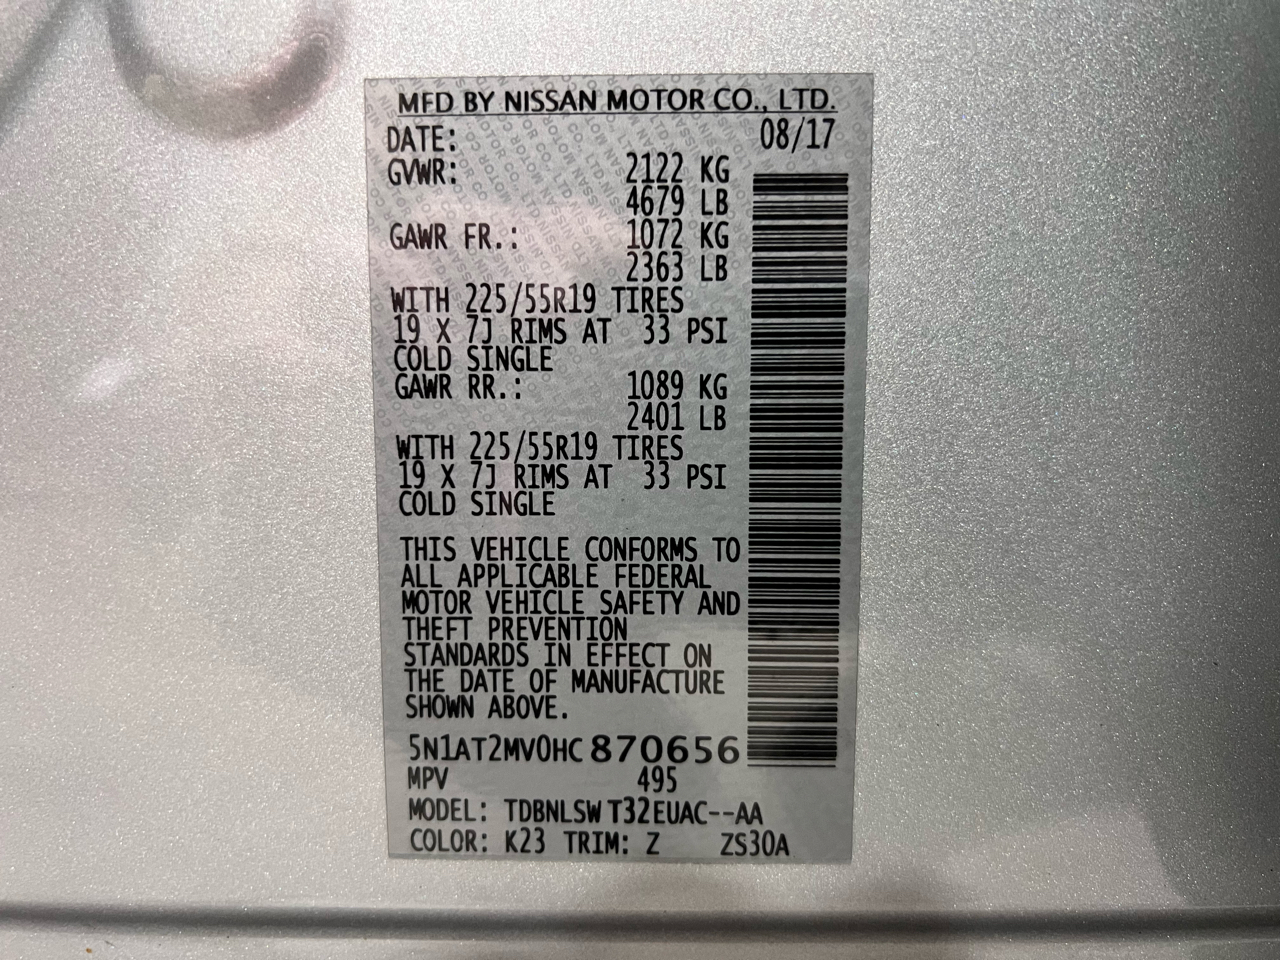 MFD BY NISSAN MOTOR CO., LTD.
DATE: 08/17
GVWR: 2122 KG
4679 LB
GAWR FR.: 1072 KG
2363 LB
WITH 225/55R19 TIRES
19 X 7J RIMS AT 33 PSI
COLD SINGLE
GAWR RR.: 1089 KG
2401 LB
WITH 225/55R19 TIRES
19 X 7J RIMS AT 33 PSI
COLD SINGLE
THIS VEHICLE CONFORMS TO
ALL APPLICABLE FEDERAL
MOTOR VEHICLE SAFETY AND
THEFT PREVENTION
STANDARDS IN EFFECT ON
THE DATE OF MANUFACTURE
SHOWN ABOVE.
5N1AT2MV0HC870656
MPV 495
MODEL: TDBNLSW T32EUAC--AA
COLOR: K23 TRIM: Z ZS30A